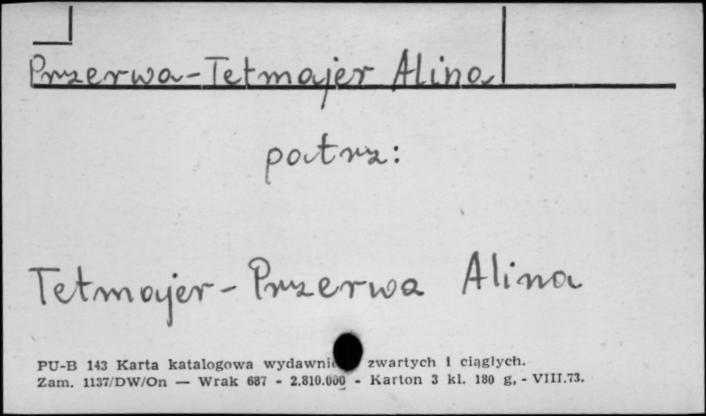 Przerwa-Tetmajer Alina
patrz:
Tetmajer-Przerwa Alina
PU-B 143 Karta katalogowa zwartych i ciągłych.
Zam. 1137/DW/On — Wrak 687 - 2.810.000 - Karton 3 kl. 180 g, - VIII.73.